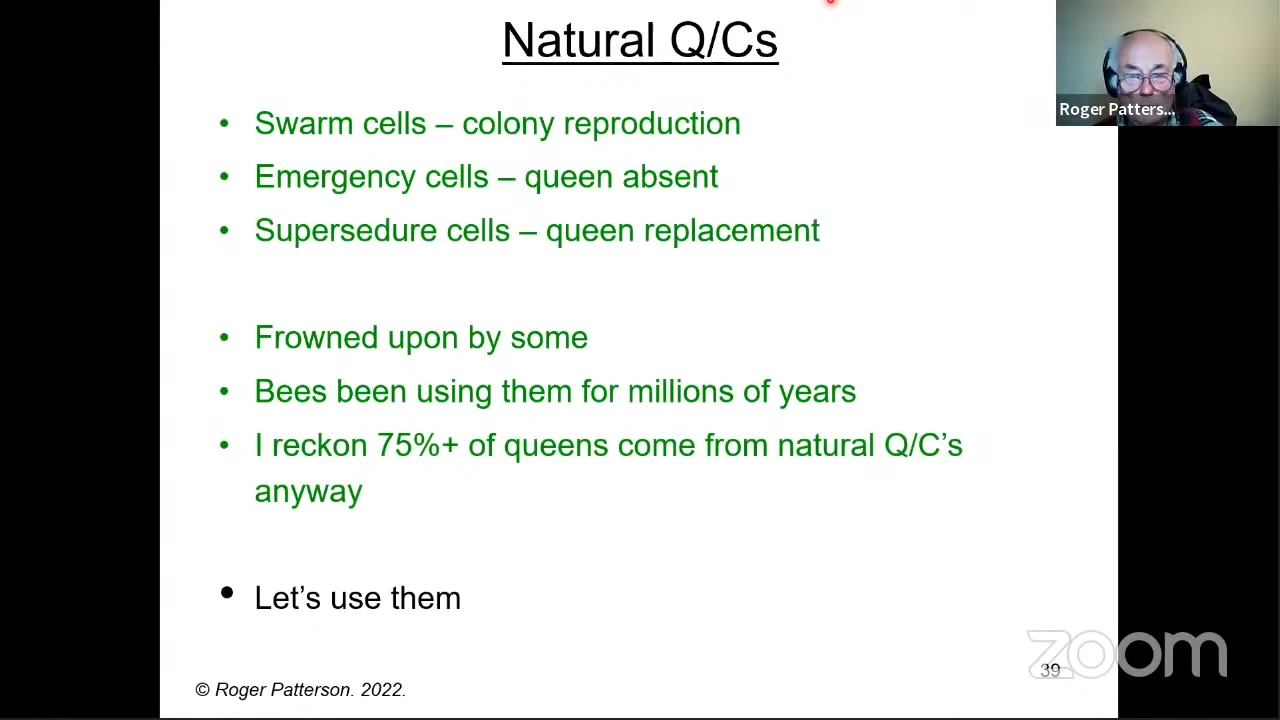 Natural Q/Cs
Roger Patters...
• Swarm cells – colony reproduction
• Emergency cells – queen absent
• Supersedure cells – queen replacement
• Frowned upon by some
• Bees been using them for millions of years
• I reckon 75%+ of queens come from natural Q/C’s
anyway
• Let’s use them
zoom
39
© Roger Patterson. 2022.